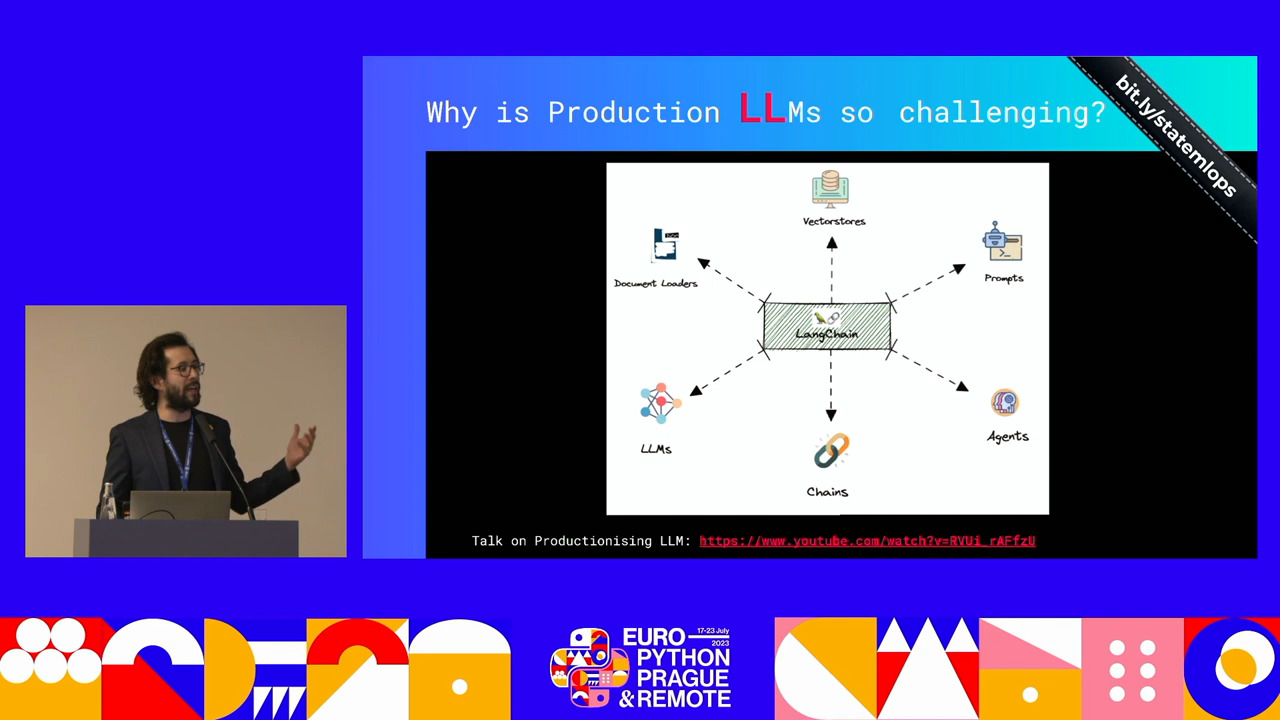 Why is Production LLMs so challenging?
bit.ly/statemlops
Vectorstores
Document Loaders
Prompts
LangChain
LLMs
Agents
Chains
Talk on Productionising LLM: https://www.youtube.com/watch?v=RVUi_rAFfzU
EURO 17-23 July
2023
PYTHON
PRAGUE
& REMOTE